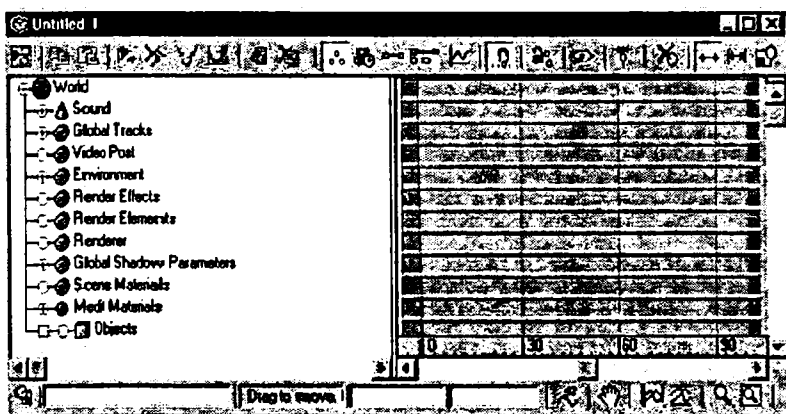 Untitled 1
World
Sound
Global Tracks
Video Post
Environment
Render Effects
Render Elements
Renderer
Global Shadow Parameters
Scene Materials
Medit Materials
Objects
0 30 60 90
Drag to move. I